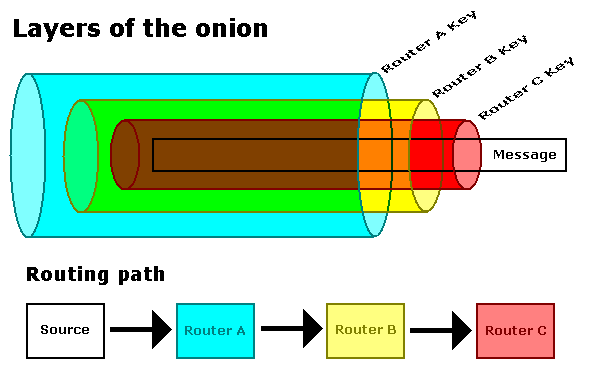 Layers of the onion
Router A Key
Router B Key
Router C Key
Message
Routing path
Source
Router A
Router B
Router C